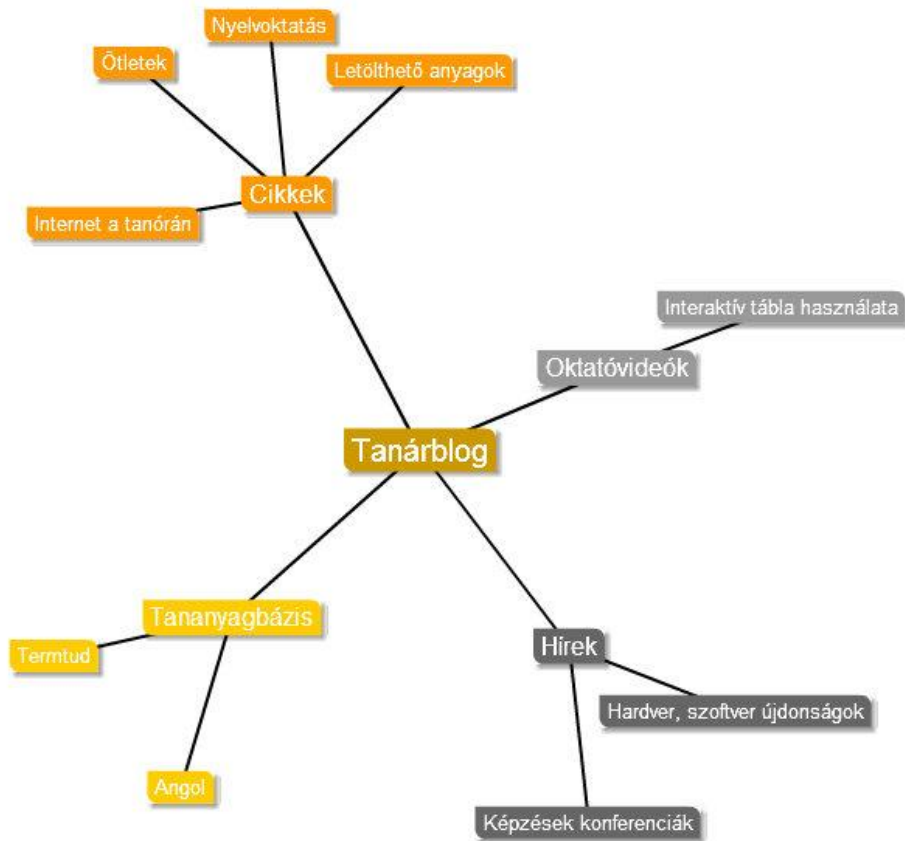 Nyelvoktatás
Ötletek
Letölthető anyagok
Cikkek
Internet a tanórán
Interaktív tábla használata
Oktatóvideók
Tanárblog
Tananyagbázis
Termtud
Hírek
Hardver, szoftver újdonságok
Angol
Képzések konferenciák